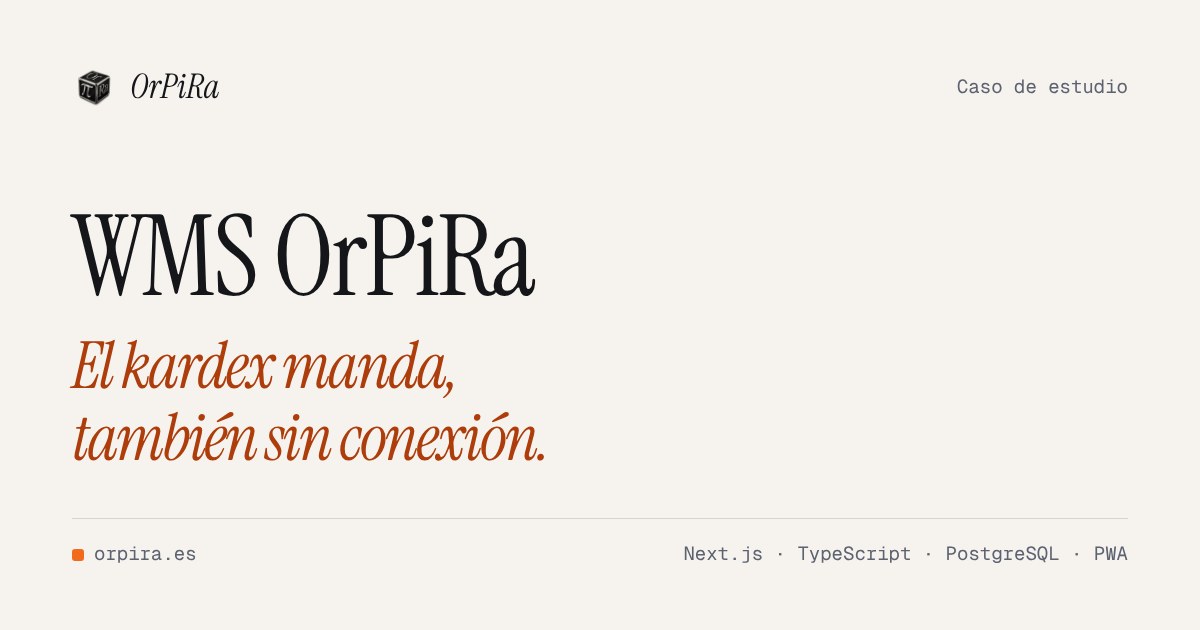 OrPiRa
Caso de estudio
WMS OrPiRa
El kardex manda,
también sin conexión.
orpira.es
Next.js · TypeScript · PostgreSQL · PWA